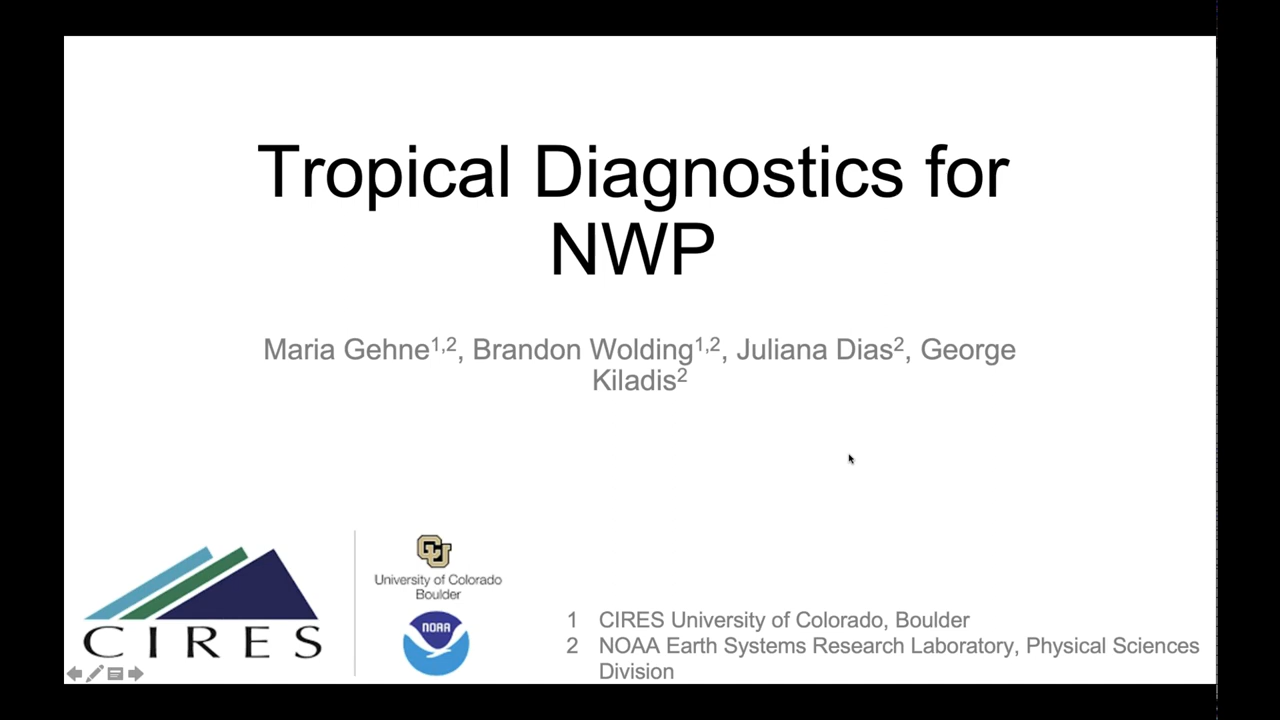 Tropical Diagnostics for
NWP
Maria Gehne1,2, Brandon Wolding1,2, Juliana Dias2, George
Kiladis2
CIRES
CU
University of Colorado
Boulder
NOAA
1 CIRES University of Colorado, Boulder
2 NOAA Earth Systems Research Laboratory, Physical Sciences
Division